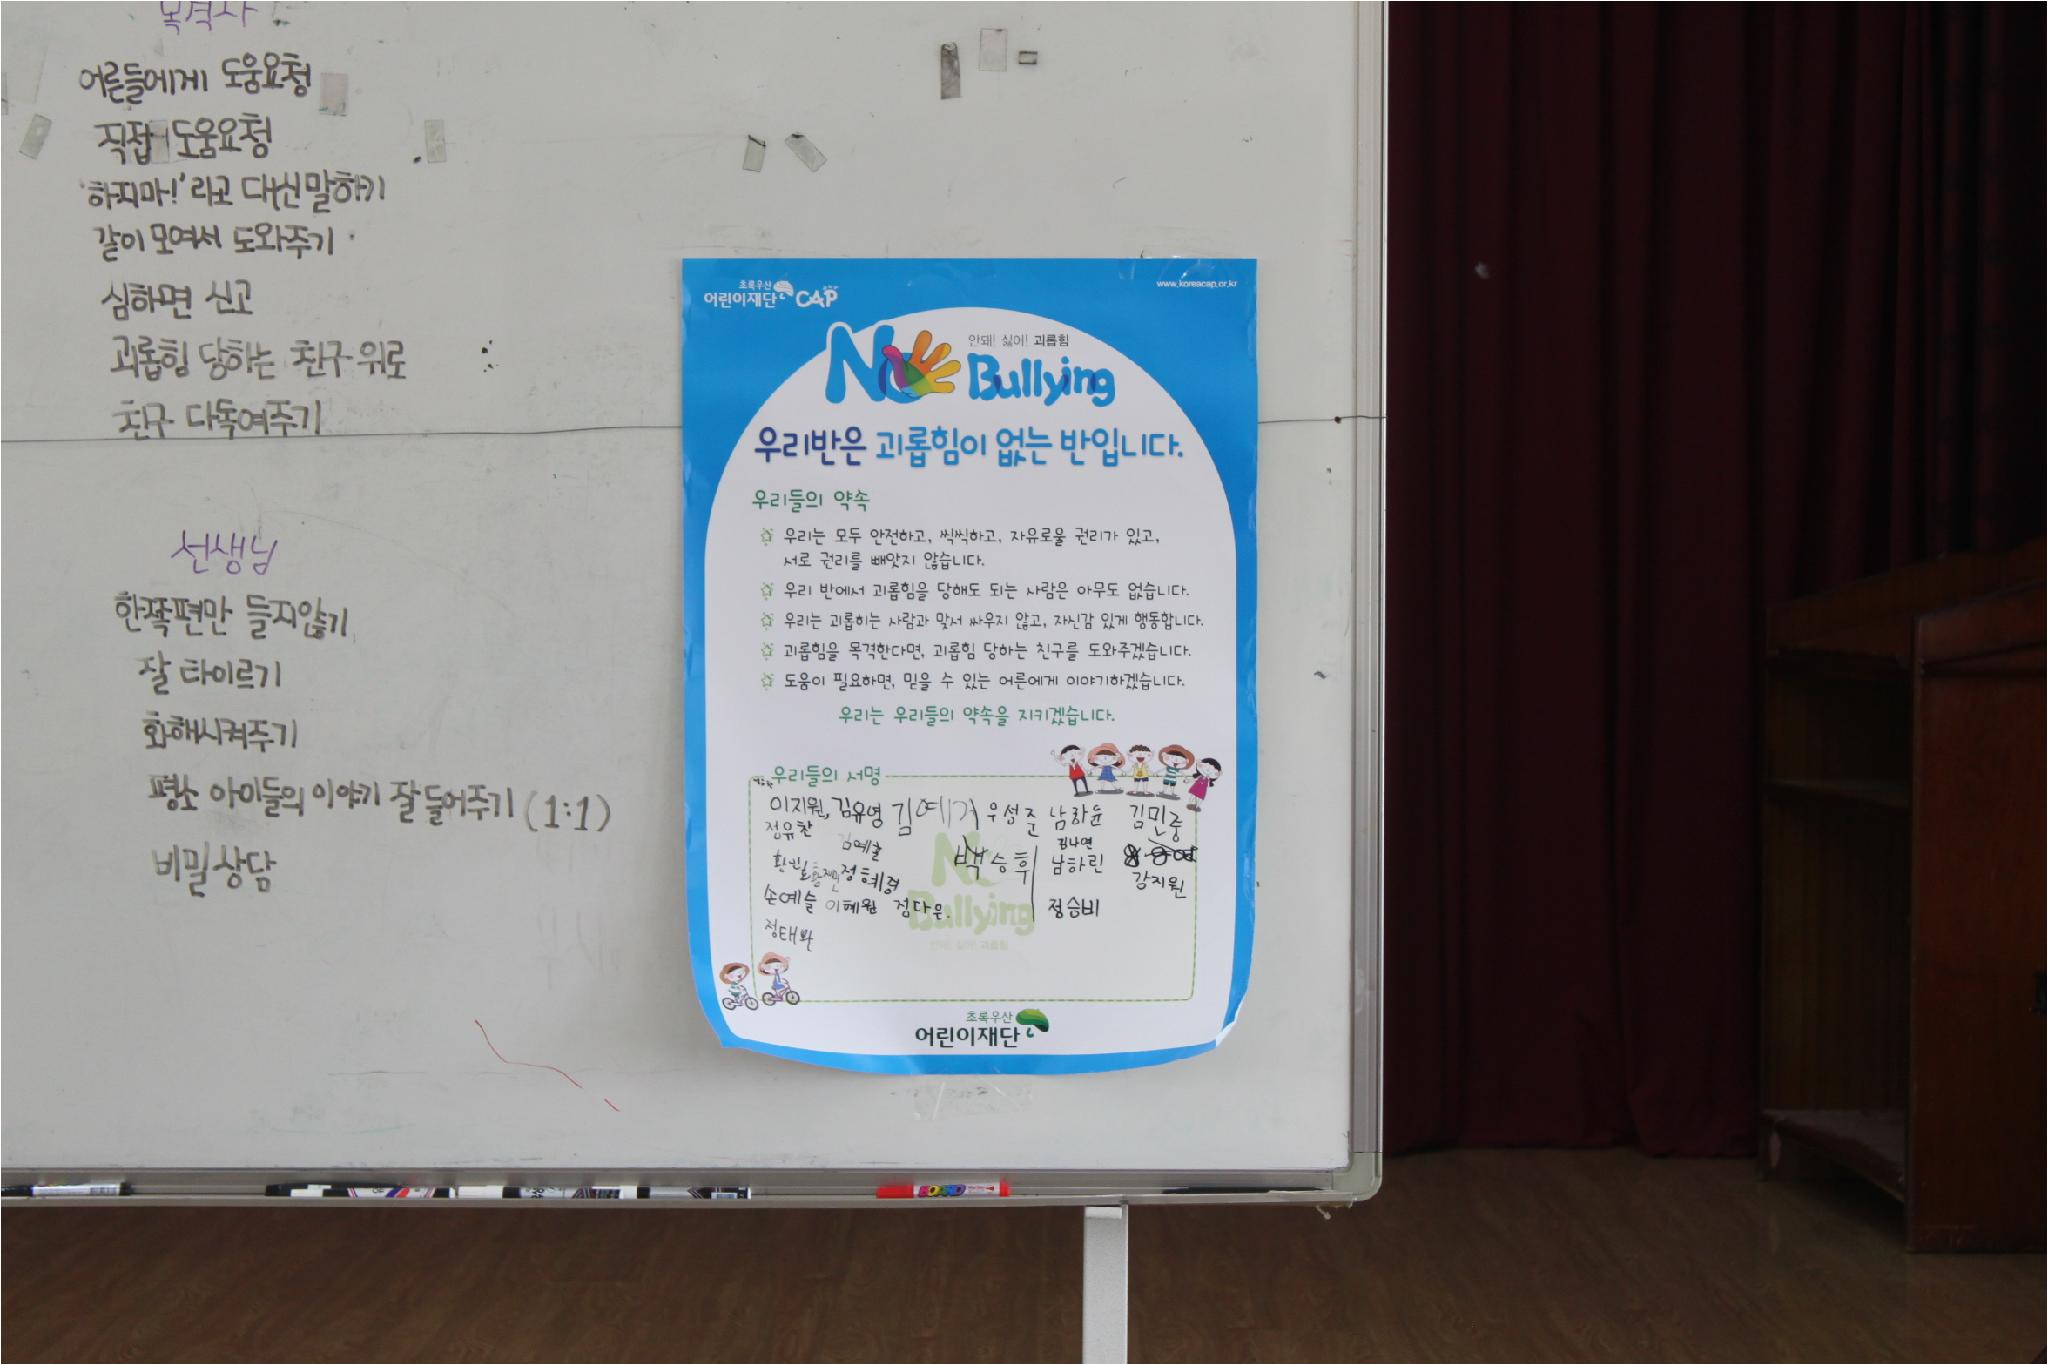 목격자
어른들에게 도움요청
직접 도움요청
'하지마!' 라고 대신말하기
같이 모여서 도와주기
심하면 신고
괴롭힘 당하는 친구 위로
친구 다독여주기
선생님
한쪽편만 들지않기
잘 타이르기
화해시켜주기
평소 아이들의 이야기 잘 들어주기 (1:1)
비밀상담
초록우산
어린이재단 CAP
www.koreacap.or.kr
안돼! 싫어! 괴롭힘
No Bullying
우리반은 괴롭힘이 없는 반입니다.
우리들의 약속
우리는 모두 안전하고, 씩씩하고, 자유로울 권리가 있고,
서로 권리를 빼앗지 않습니다.
우리 반에서 괴롭힘을 당해도 되는 사람은 아무도 없습니다.
우리는 괴롭히는 사람과 맞서 싸우지 않고, 자신감 있게 행동합니다.
괴롭힘을 목격한다면, 괴롭힘 당하는 친구를 도와주겠습니다.
도움이 필요하면, 믿을 수 있는 어른에게 이야기하겠습니다.
우리는 우리들의 약속을 지키겠습니다.
우리들의 서명
이지원, 김유영 김예가 우성준 남하윤 김민중
정유찬 김나연
백승휘 남하린 강지원
정혜령
손예슬 이혜원 정다은.
정승비
정태화
No
Bullying
안돼! 싫어! 괴롭힘
초록우산
어린이재단
BOARD